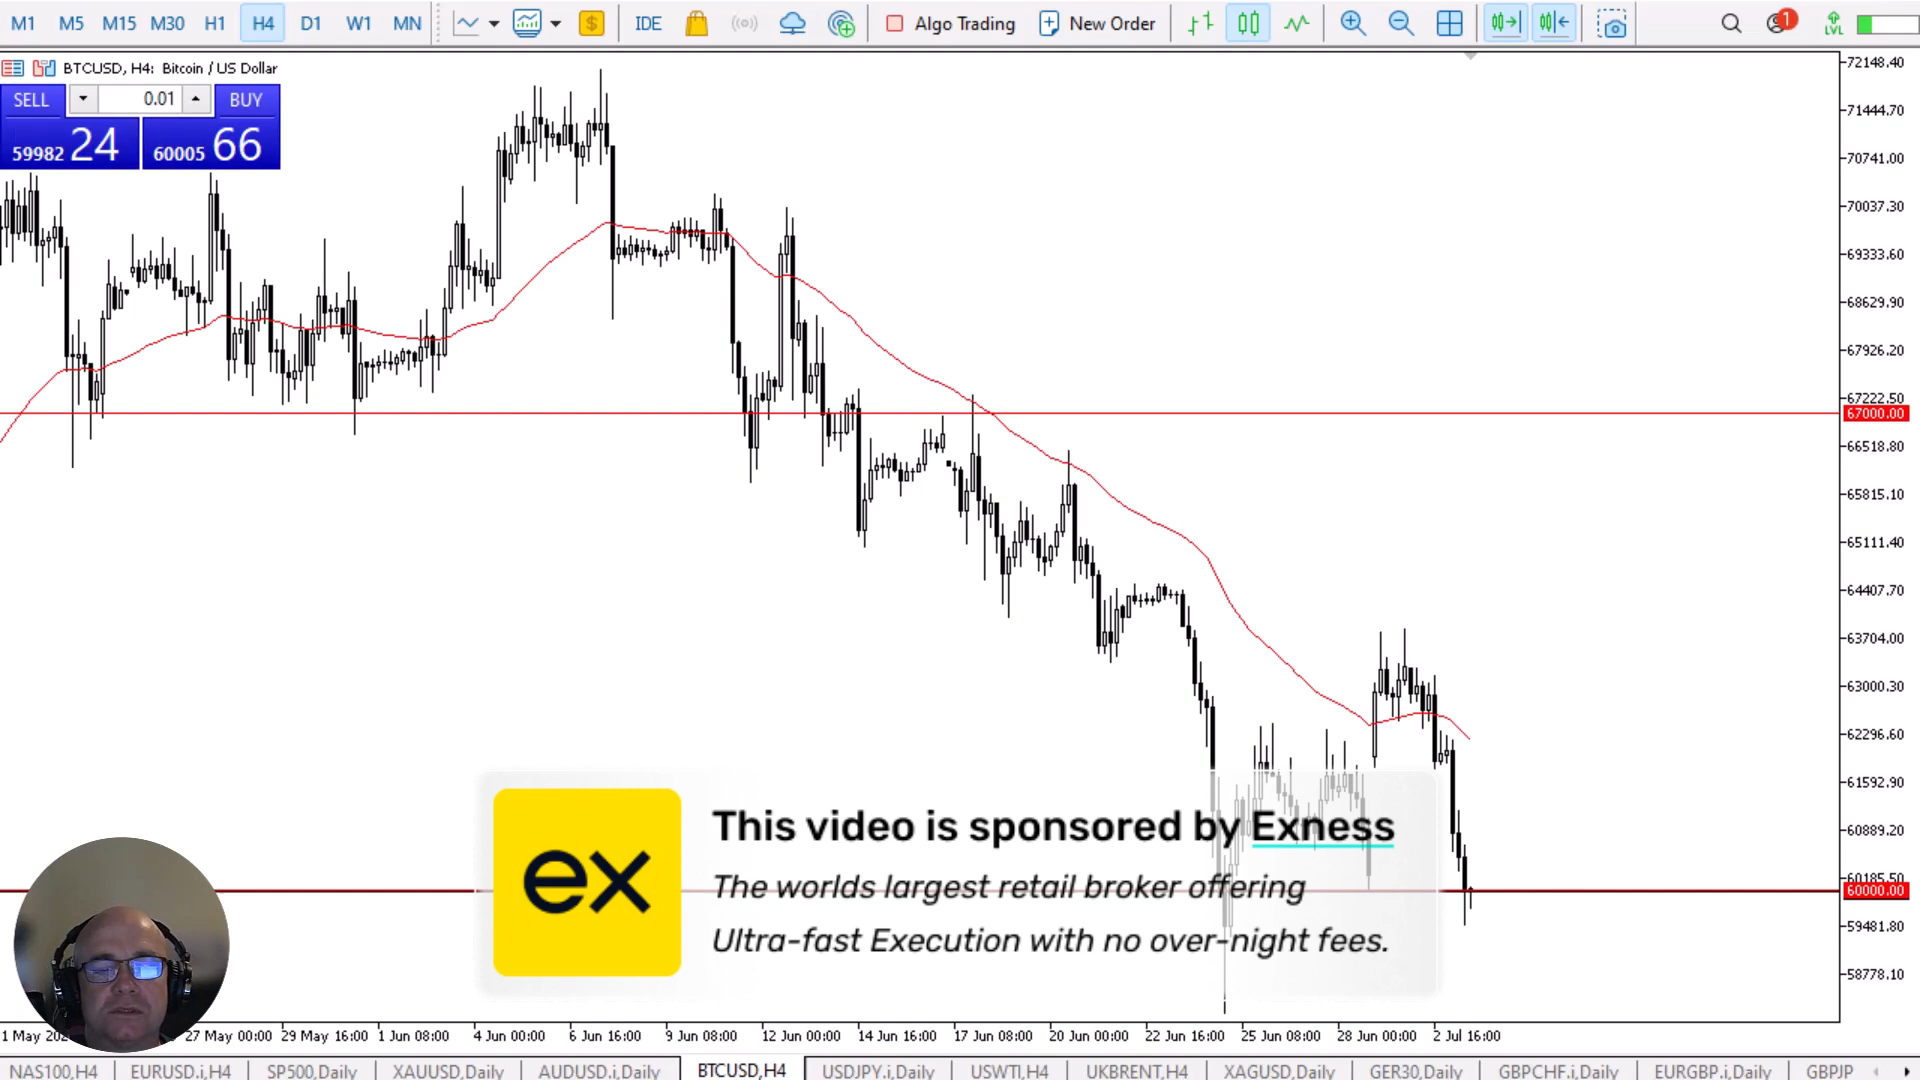 M1 M5 M15 M30 H1 H4 D1 W1 MN IDE Algo Trading New Order 1 LVL
BTCUSD, H4: Bitcoin / US Dollar
SELL 0.01 BUY
59982 24 60005 66
72148.40
71444.70
70741.00
70037.30
69333.60
68629.90
67926.20
67222.50
67000.00
66518.80
65815.10
65111.40
64407.70
63704.00
63000.30
62296.60
61592.90
60889.20
60185.50
60000.00
59481.80
58778.10
ex
This video is sponsored by Exness
The worlds largest retail broker offering
Ultra-fast Execution with no over-night fees.
1 May 27 May 00:00 29 May 16:00 1 Jun 08:00 4 Jun 00:00 6 Jun 16:00 9 Jun 08:00 12 Jun 00:00 14 Jun 16:00 17 Jun 08:00 20 Jun 00:00 22 Jun 16:00 25 Jun 08:00 28 Jun 00:00 2 Jul 16:00
NAS100,H4 EURUSD.i,H4 SP500,Daily XAUUSD,Daily AUDUSD.i,Daily BTCUSD,H4 USDJPY.i,Daily USWTI,H4 UKBRENT,H4 XAGUSD,Daily GER30,Daily GBPCHF.i,Daily EURGBP.i,Daily GBPJP